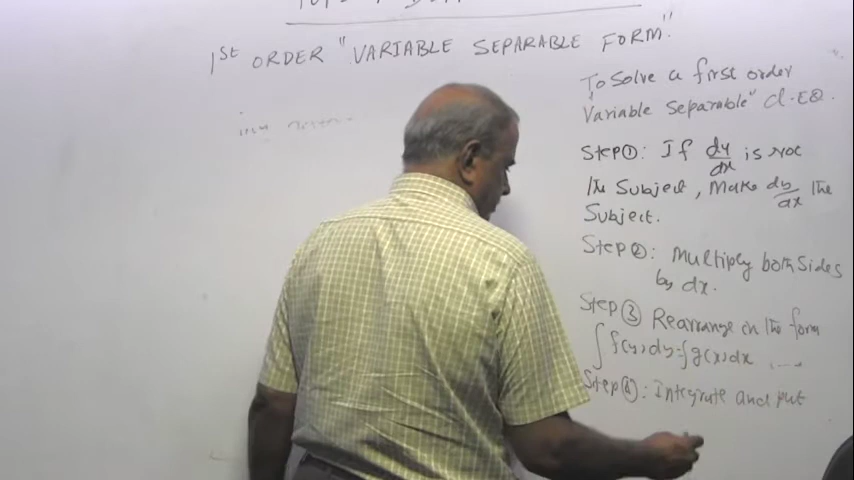 1ST ORDER "VARIABLE SEPARABLE FORM"
To Solve a first order
Variable Separable" d.EQ.
Step①: If dy/dx is not
the Subject, Make dy/dx the
Subject.
Step②: Multiply both sides
by dx.
Step③ Rearrange in the form
∫f(y)dy=∫g(x)dx ....
Step④: Integrate and put